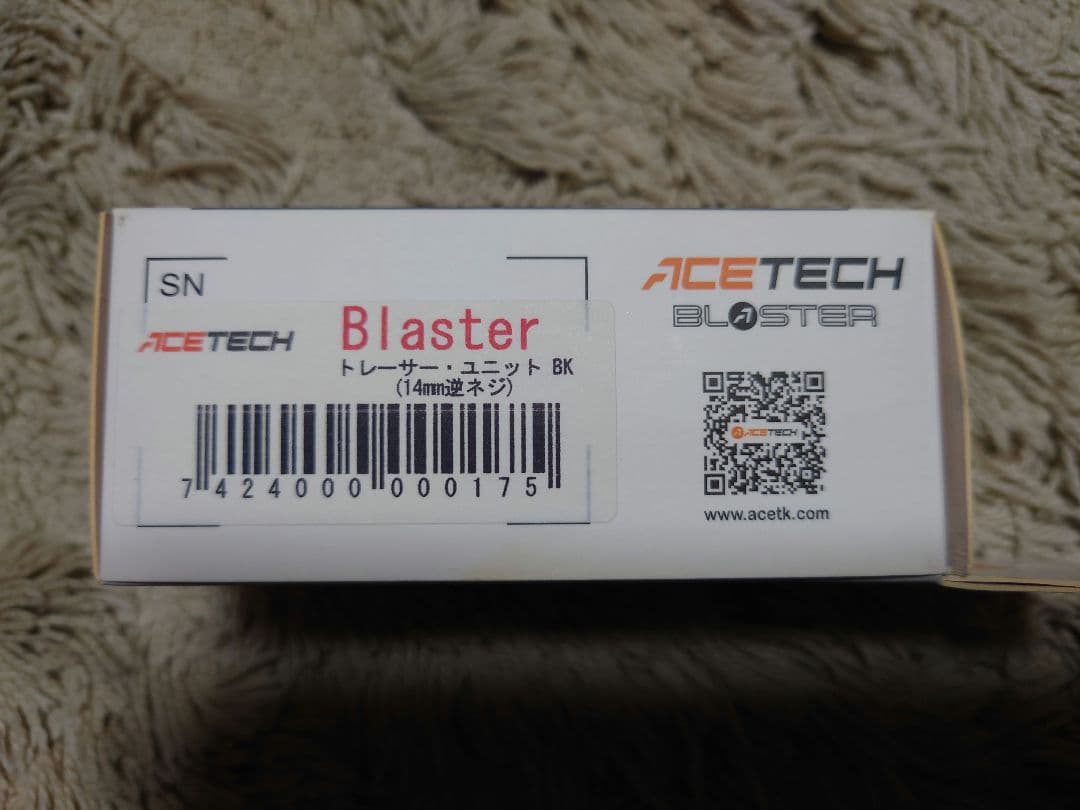 SN
ACETECH
Blaster
トレーサー・ユニット BK
(14mm逆ネジ)
7 424000 000175
ACETECH
BLASTER
ACETECH
www.acetk.com